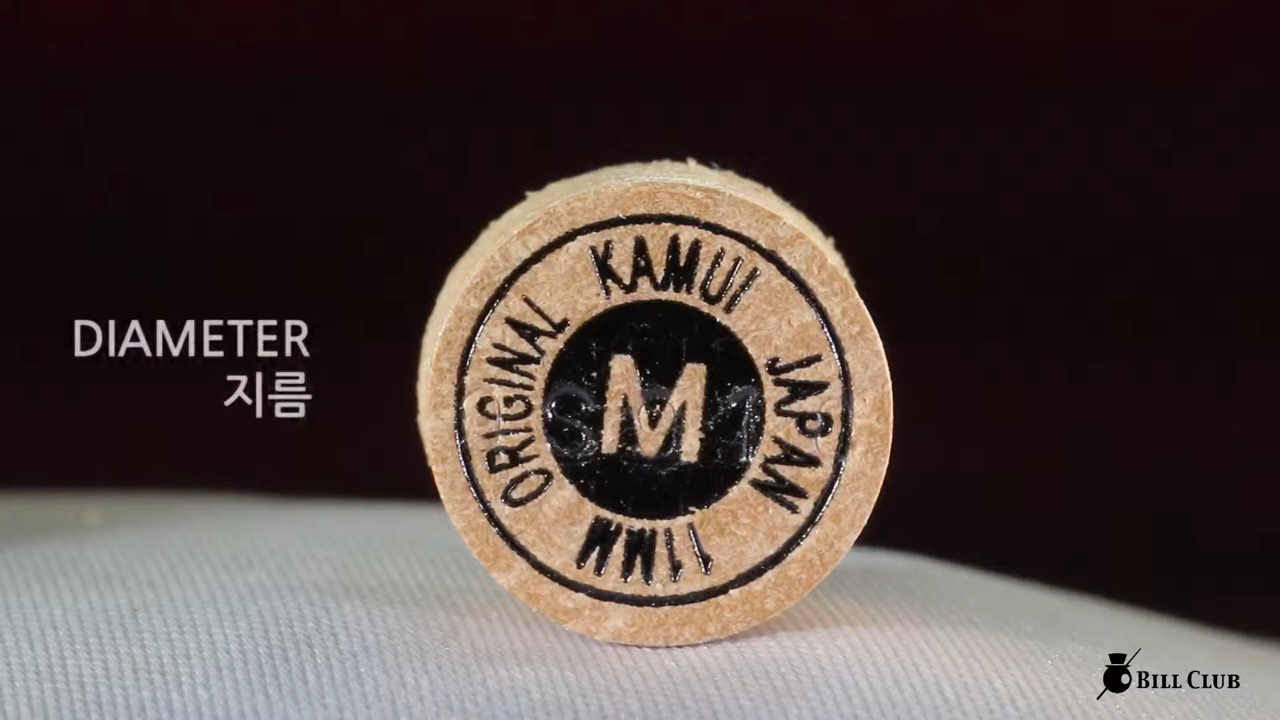 DIAMETER
지름
KAMUI
JAPAN
11MM
ORIGINAL
M
BILL CLUB